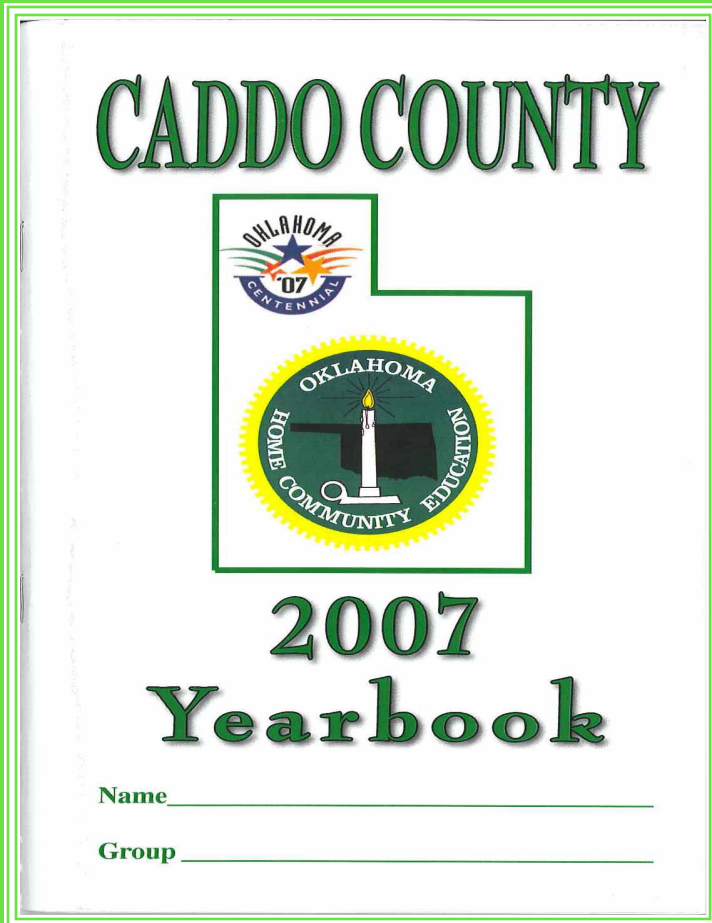 CADDO COUNTY
OKLAHOMA
'07
CENTENNIAL
OKLAHOMA
HOME COMMUNITY EDUCATION
2007
Yearbook
Name
Group